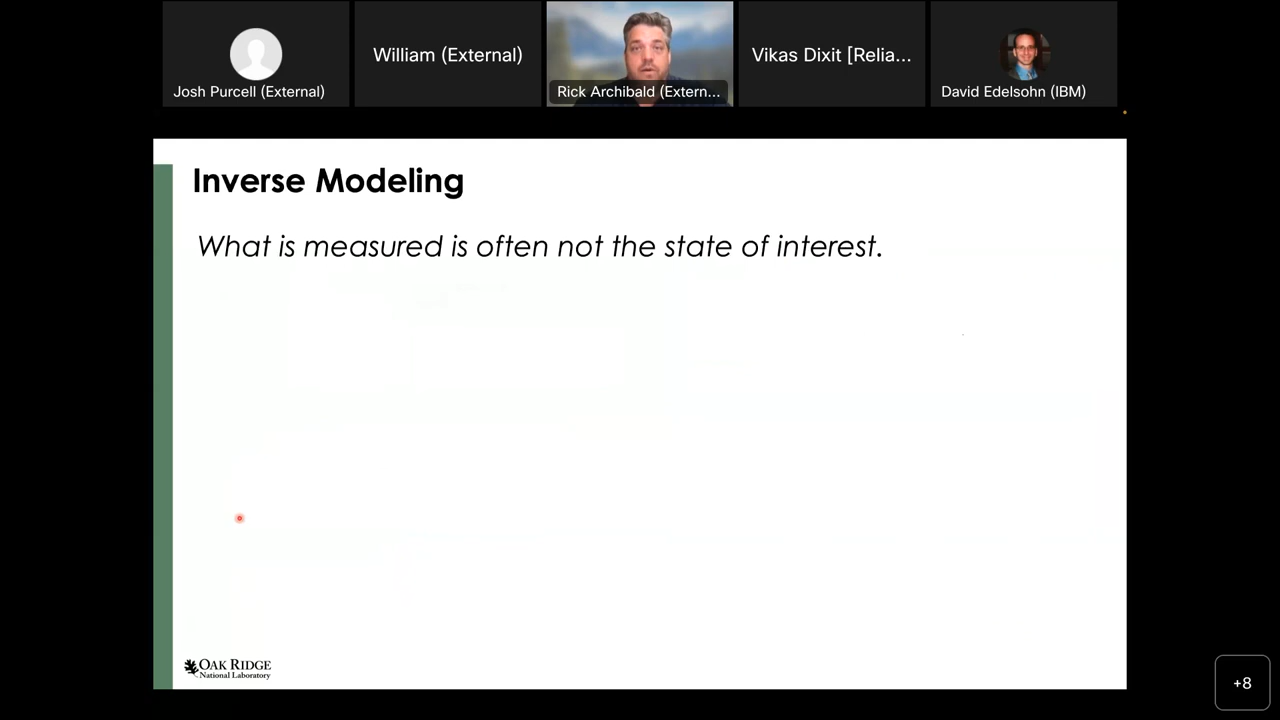 Josh Purcell (External)
William (External)
Rick Archibald (Extern...
Vikas Dixit [Relia...
David Edelsohn (IBM)
Inverse Modeling
What is measured is often not the state of interest.
OAK RIDGE
National Laboratory
+8